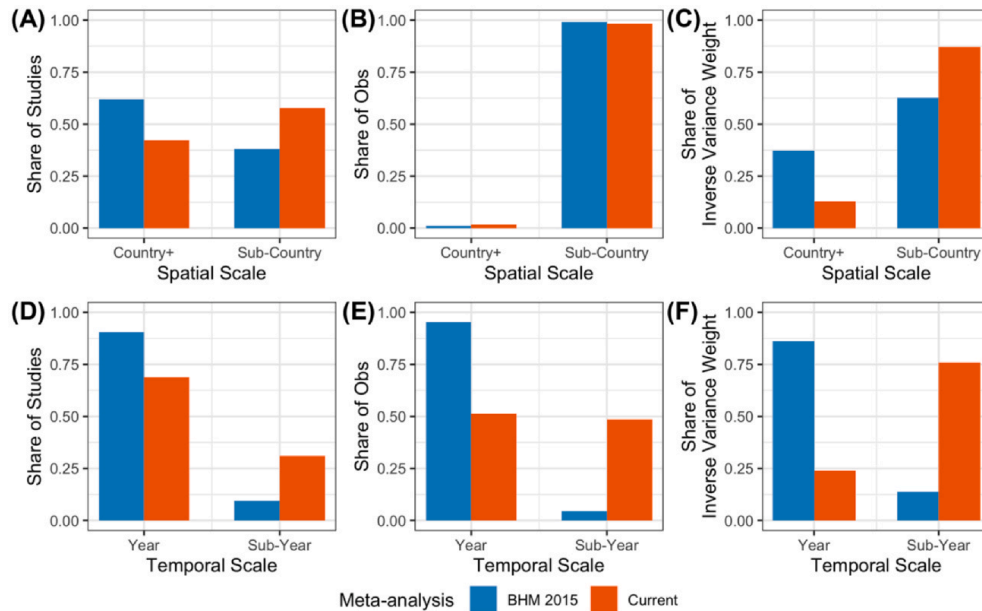 (A)
Share of Studies
1.00
0.75
0.50
0.25
0.00
Country+
Sub-Country
Spatial Scale
(B)
Share of Obs
1.00
0.75
0.50
0.25
0.00
Country+
Sub-Country
Spatial Scale
(C)
Share of
Inverse Variance Weight
1.00
0.75
0.50
0.25
0.00
Country+
Sub-Country
Spatial Scale
(D)
Share of Studies
1.00
0.75
0.50
0.25
0.00
Year
Sub-Year
Temporal Scale
(E)
Share of Obs
1.00
0.75
0.50
0.25
0.00
Year
Sub-Year
Temporal Scale
(F)
Share of
Inverse Variance Weight
1.00
0.75
0.50
0.25
0.00
Year
Sub-Year
Temporal Scale
Meta-analysis
BHM 2015
Current